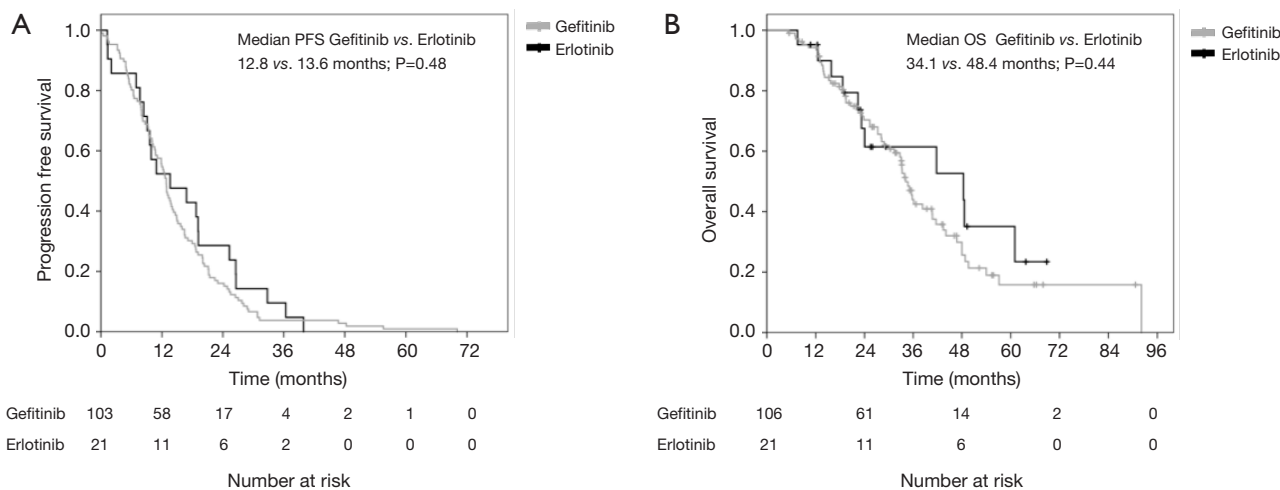 A
Gefitinib
Erlotinib
Median PFS Gefitinib vs. Erlotinib
12.8 vs. 13.6 months; P=0.48
Progression free survival
1.0
0.8
0.6
0.4
0.2
0.0
0 12 24 36 48 60 72
Time (months)
Gefitinib 103 58 17 4 2 1 0
Erlotinib 21 11 6 2 0 0 0
Number at risk
B
Gefitinib
Erlotinib
Median OS Gefitinib vs. Erlotinib
34.1 vs. 48.4 months; P=0.44
Overall survival
1.0
0.8
0.6
0.4
0.2
0.0
0 12 24 36 48 60 72 84 96
Time (months)
Gefitinib 106 61 14 2 0
Erlotinib 21 11 6 0 0
Number at risk